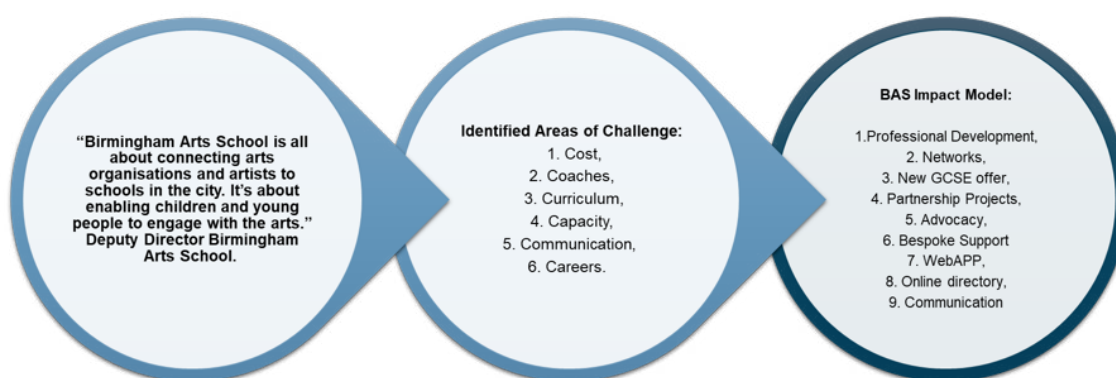 “Birmingham Arts School is all
about connecting arts
organisations and artists to
schools in the city. It’s about
enabling children and young
people to engage with the arts.”
Deputy Director Birmingham
Arts School.
Identified Areas of Challenge:
1. Cost,
2. Coaches,
3. Curriculum,
4. Capacity,
5. Communication,
6. Careers.
BAS Impact Model:
1.Professional Development,
2. Networks,
3. New GCSE offer,
4. Partnership Projects,
5. Advocacy,
6. Bespoke Support
7. WebAPP,
8. Online directory,
9. Communication